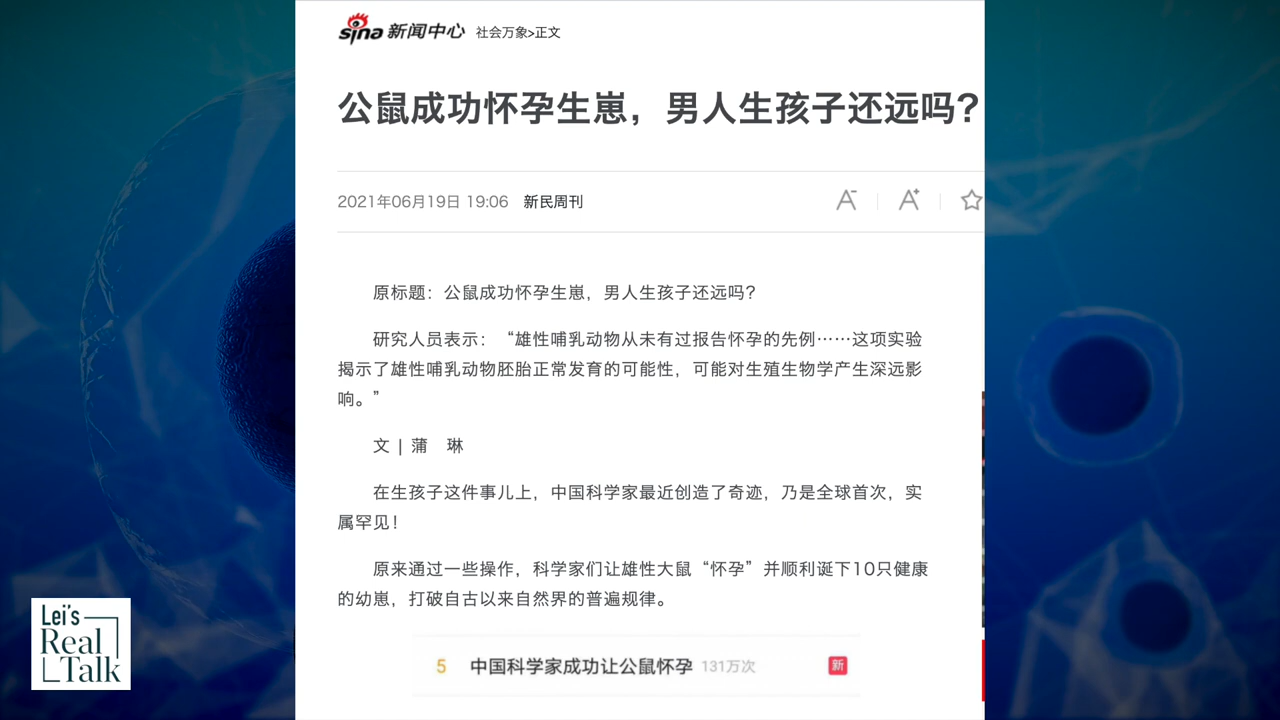 sina 新闻中心 社会万象>正文
公鼠成功怀孕生崽，男人生孩子还远吗？
2021年06月19日 19:06 新民周刊
A- A+
原标题：公鼠成功怀孕生崽，男人生孩子还远吗？
研究人员表示：“雄性哺乳动物从未有过报告怀孕的先例……这项实验
揭示了雄性哺乳动物胚胎正常发育的可能性，可能对生殖生物学产生深远影
响。”
文 | 蒲 琳
在生孩子这件事儿上，中国科学家最近创造了奇迹，乃是全球首次，实
属罕见！
原来通过一些操作，科学家们让雄性大鼠“怀孕”并顺利诞下10只健康
的幼崽，打破自古以来自然界的普遍规律。
5 中国科学家成功让公鼠怀孕 131万次 新
Lei's
Real
Talk